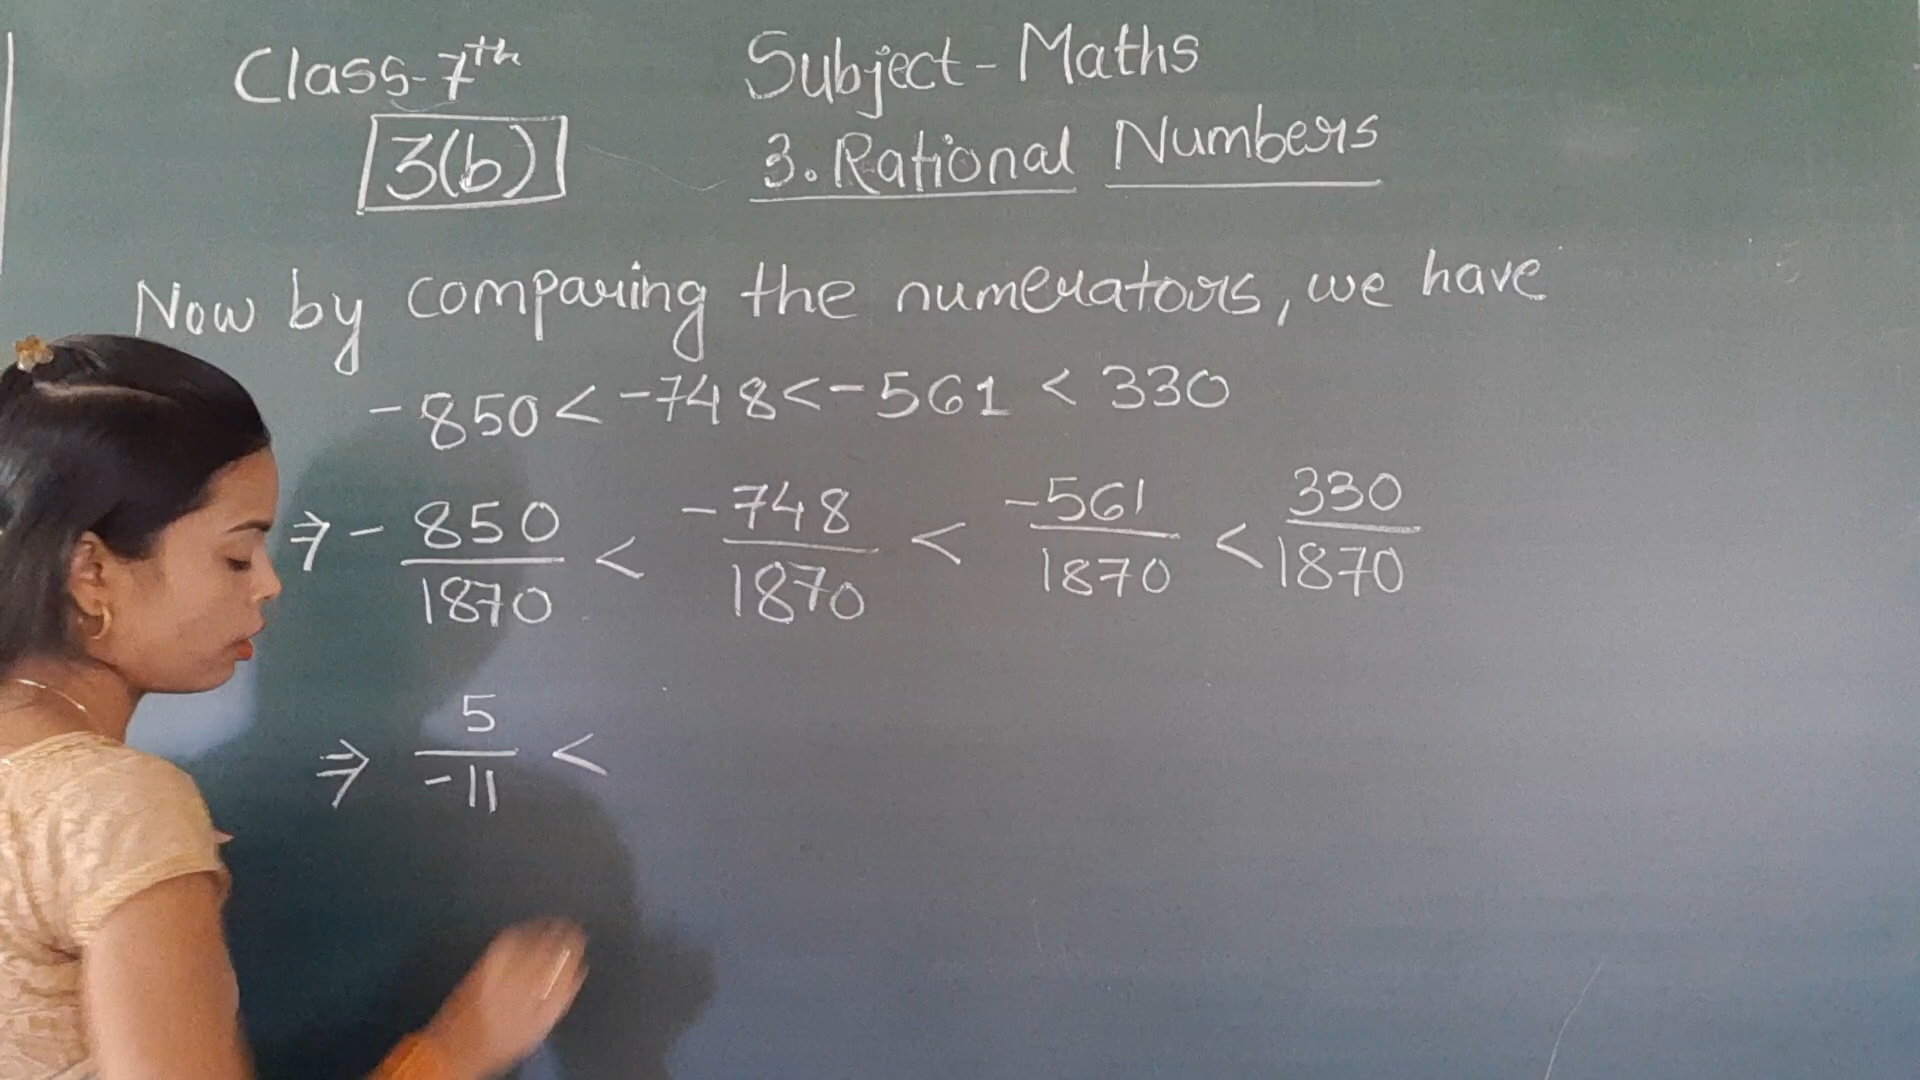 Class-7th Subject-Maths
3(b) 3. Rational Numbers
Now by comparing the numerators, we have
-850 < -748 < -561 < 330
⇒ -850/1870 < -748/1870 < -561/1870 < 330/1870
⇒ 5/-11 <